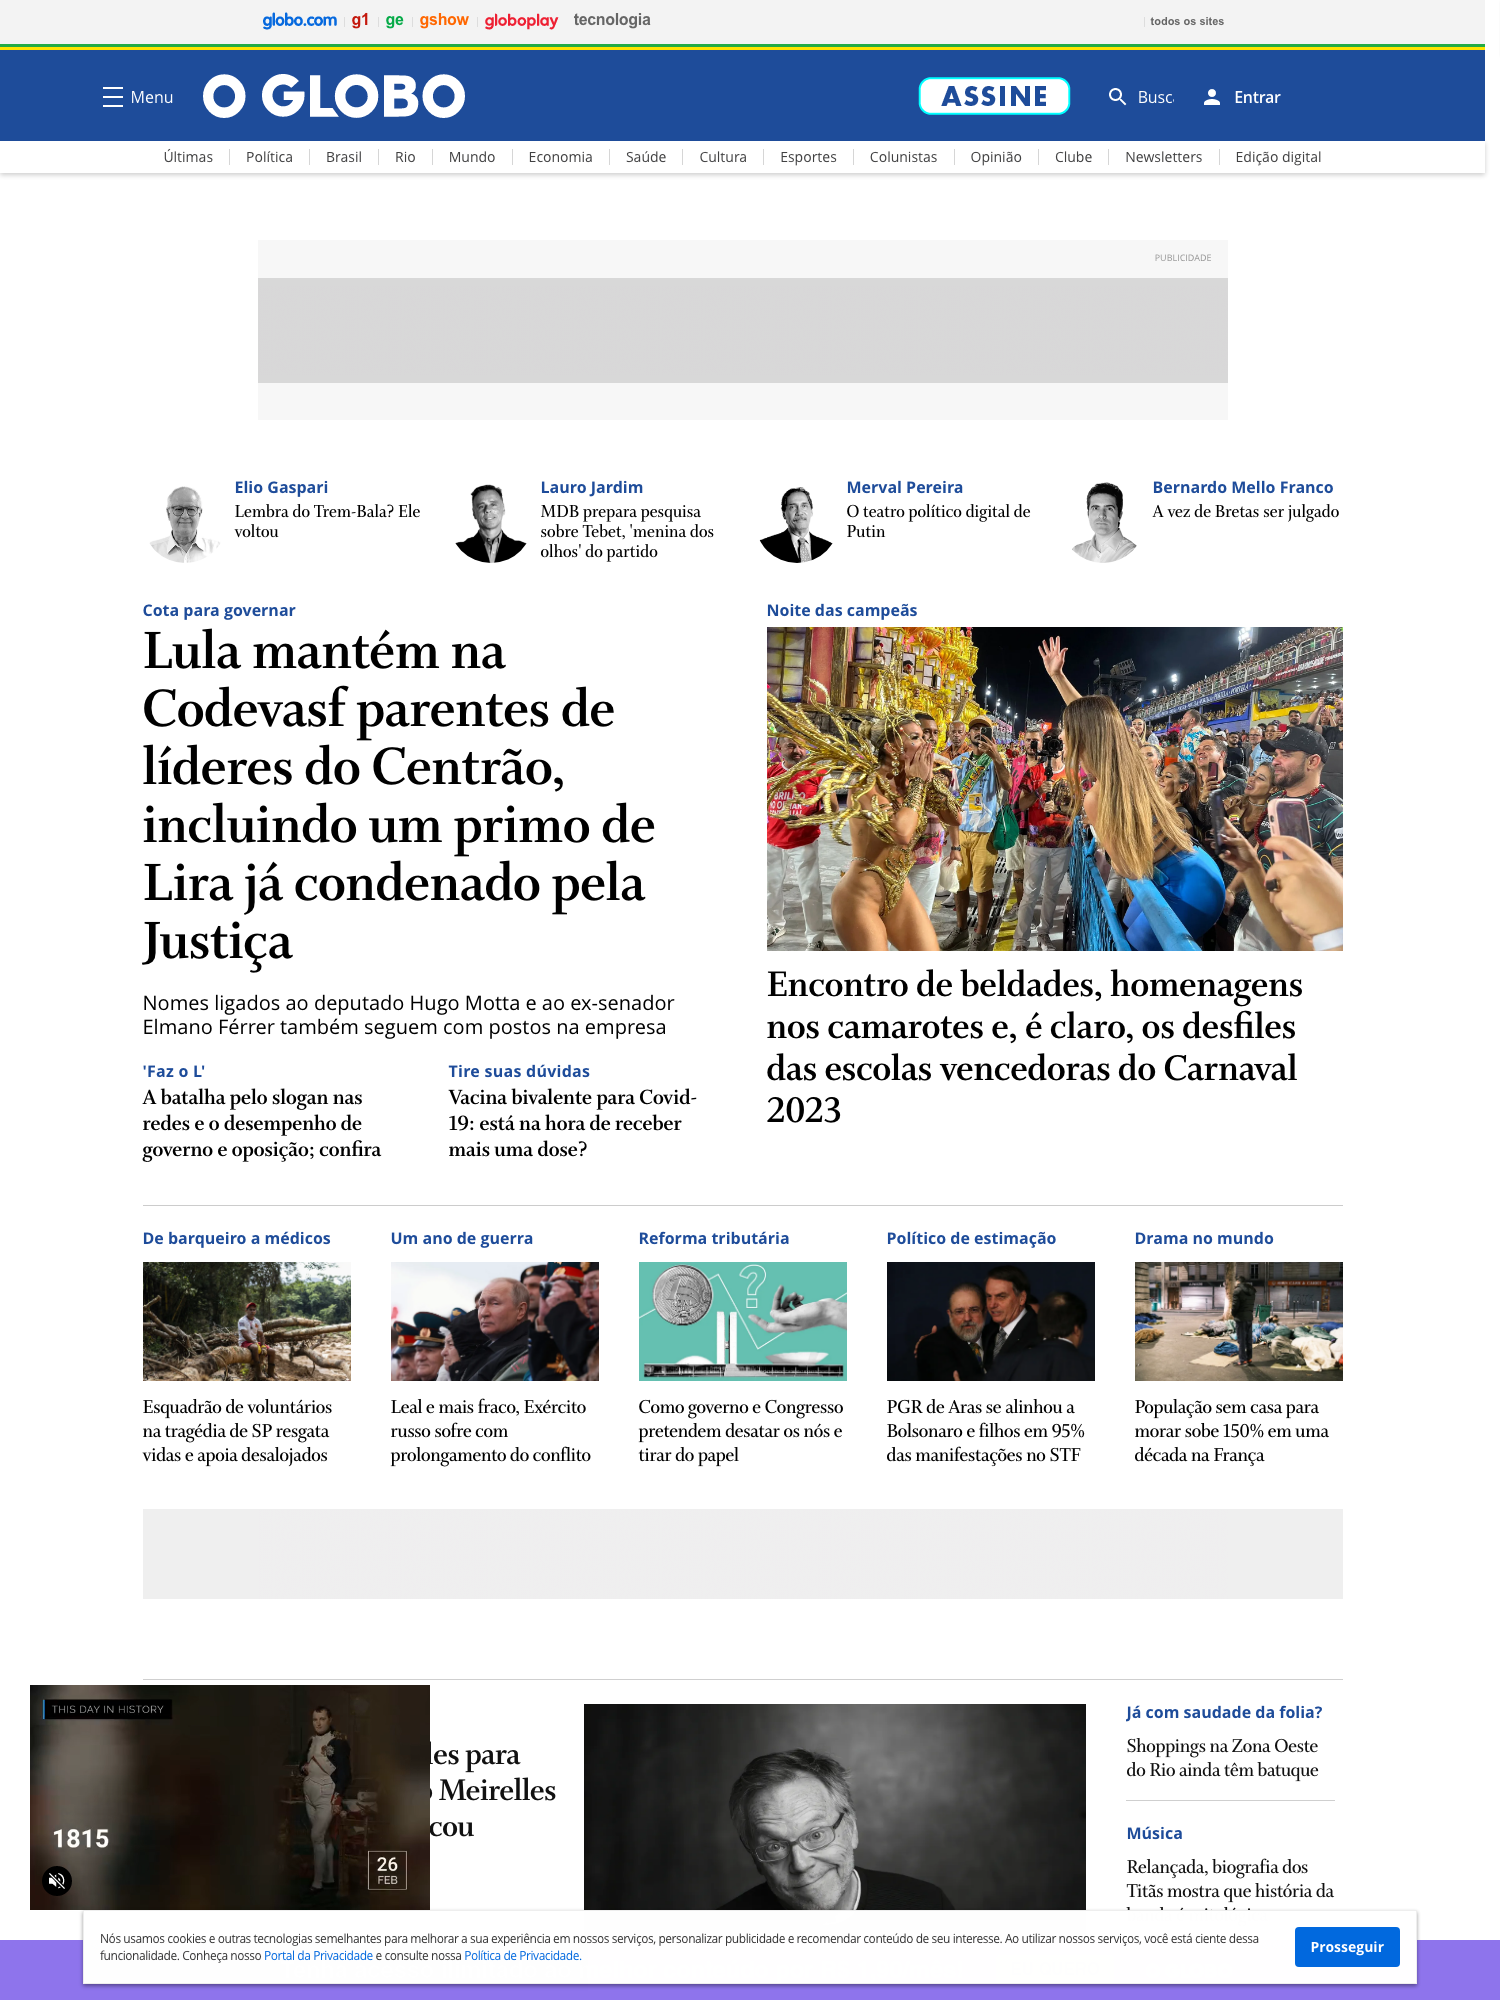 globo.com g1 ge gshow globoplay tecnologia todos os sites
Menu O GLOBO ASSINE Busc Entrar
Últimas Política Brasil Rio Mundo Economia Saúde Cultura Esportes Colunistas Opinião Clube Newsletters Edição digital
PUBLICIDADE
Elio Gaspari
Lembra do Trem-Bala? Ele
voltou
Lauro Jardim
MDB prepara pesquisa
sobre Tebet, 'menina dos
olhos' do partido
Merval Pereira
O teatro político digital de
Putin
Bernardo Mello Franco
A vez de Bretas ser julgado
Cota para governar
Lula mantém na
Codevasf parentes de
líderes do Centrão,
incluindo um primo de
Lira já condenado pela
Justiça
Nomes ligados ao deputado Hugo Motta e ao ex-senador
Elmano Férrer também seguem com postos na empresa
'Faz o L'
A batalha pelo slogan nas
redes e o desempenho de
governo e oposição; confira
Tire suas dúvidas
Vacina bivalente para Covid-
19: está na hora de receber
mais uma dose?
Noite das campeãs
Encontro de beldades, homenagens
nos camarotes e, é claro, os desfiles
das escolas vencedoras do Carnaval
2023
De barqueiro a médicos
Esquadrão de voluntários
na tragédia de SP resgata
vidas e apoia desalojados
Um ano de guerra
Leal e mais fraco, Exército
russo sofre com
prolongamento do conflito
Reforma tributária
Como governo e Congresso
pretendem desatar os nós e
tirar do papel
Político de estimação
PGR de Aras se alinhou a
Bolsonaro e filhos em 95%
das manifestações no STF
Drama no mundo
População sem casa para
morar sobe 150% em uma
década na França
THIS DAY IN HISTORY
1815
26
FEB
les para
Meirelles
cou
Já com saudade da folia?
Shoppings na Zona Oeste
do Rio ainda têm batuque
Música
Relançada, biografia dos
Titãs mostra que história da
Nós usamos cookies e outras tecnologias semelhantes para melhorar a sua experiência em nossos serviços, personalizar publicidade e recomendar conteúdo de seu interesse. Ao utilizar nossos serviços, você está ciente dessa
funcionalidade. Conheça nosso Portal da Privacidade e consulte nossa Política de Privacidade.
Prosseguir